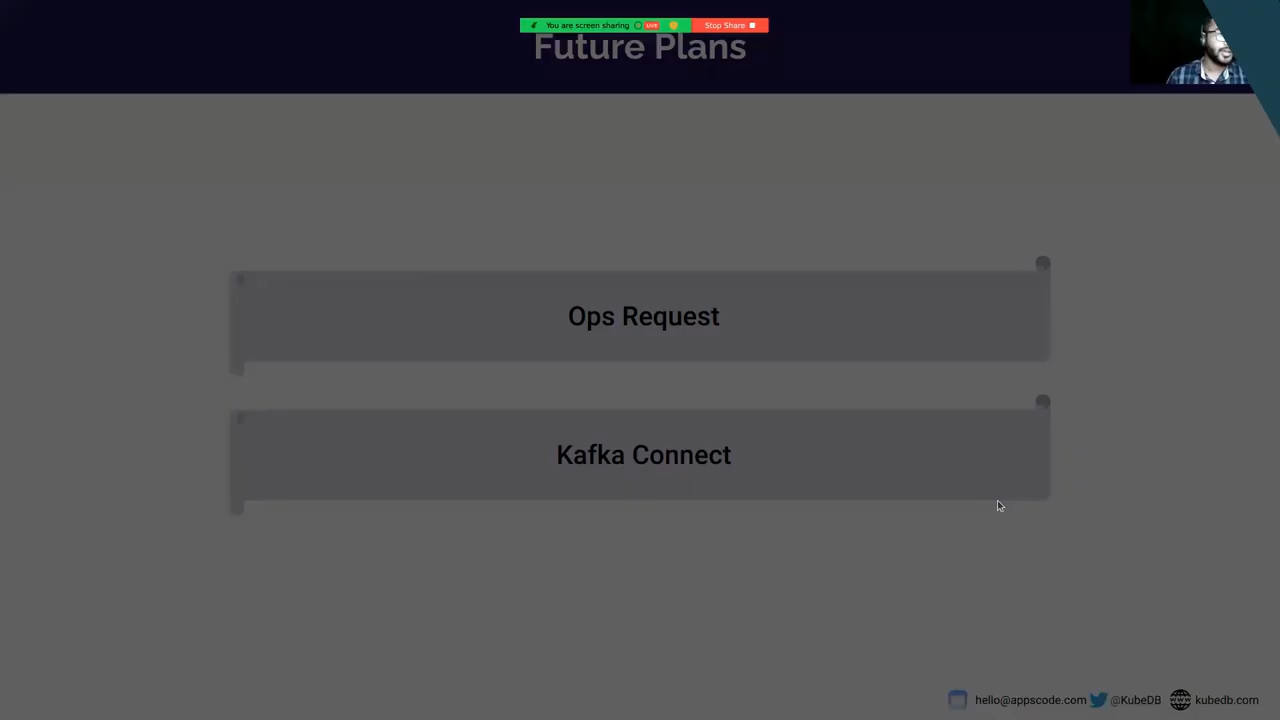 You are screen sharing LIVE Stop Share
Future Plans
Ops Request
Kafka Connect
hello@appscode.com @KubeDB kubedb.com